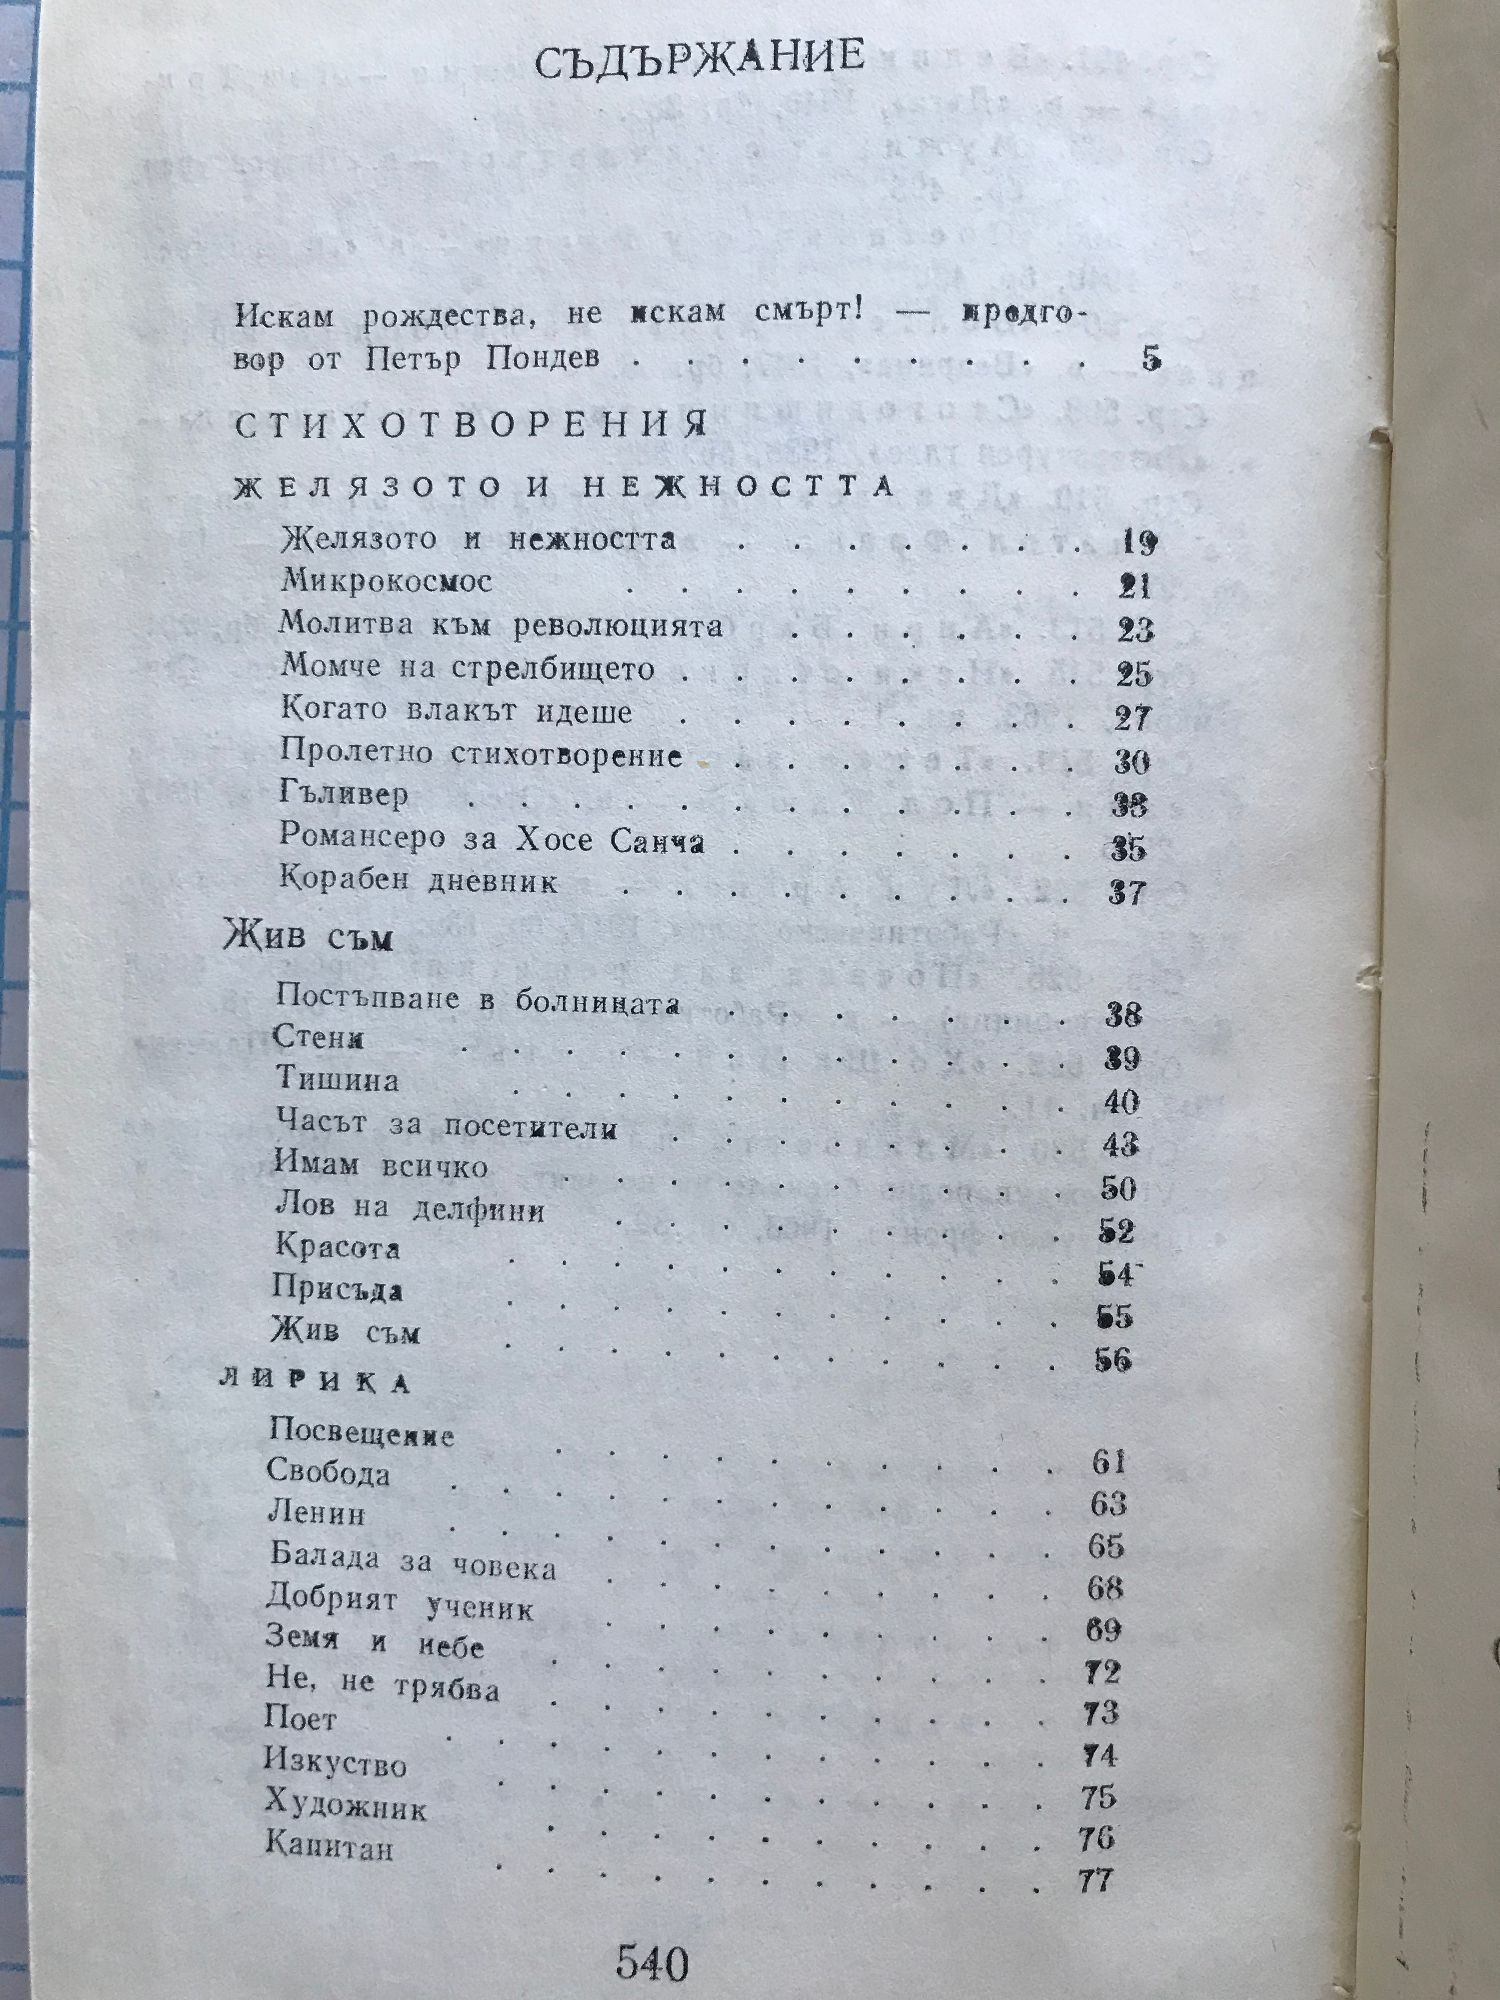 СЪДЪРЖАНИЕ
Искам рождества, не искам смърт! — предго-
вор от Петър Пондев . . . . . . . . . 5
СТИХОТВОРЕНИЯ
ЖЕЛЯЗОТО И НЕЖНОСТТА
Желязото и нежността . . . . . . . 19
Микрокосмос . . . . . . . . . 21
Молитва към революцията . . . . . . 23
Момче на стрелбището . . . . . . . . 25
Когато влакът идеше . . . . . . . . 27
Пролетно стихотворение . . . . . . . 30
Гъливер . . . . . . . . . . . . 33
Романсеро за Хосе Санча . . . . . . . 35
Корабен дневник . . . . . . . . . 37
Жив съм
Постъпване в болницата . . . . . . . 38
Стени . . . . . . . . . . . . 39
Тишина . . . . . . . . . . . 40
Часът за посетители . . . . . . . . 43
Имам всичко . . . . . . . . . . 50
Лов на делфини . . . . . . . . . 52
Красота . . . . . . . . . . . 54
Присъда . . . . . . . . . . . 55
Жив съм . . . . . . . . . . . 56
ЛИРИКА
Посвещение . . . . . . . . . . 61
Свобода . . . . . . . . . . . . 63
Ленин . . . . . . . . . . . . 65
Балада за човека . . . . . . . . . 68
Добрият ученик . . . . . . . . . 69
Земя и небе . . . . . . . . . . 72
Не, не трябва . . . . . . . . . . 73
Поет . . . . . . . . . . . . 74
Изкуство . . . . . . . . . . . 75
Художник . . . . . . . . . . 76
Капитан . . . . . . . . . . . 77
540